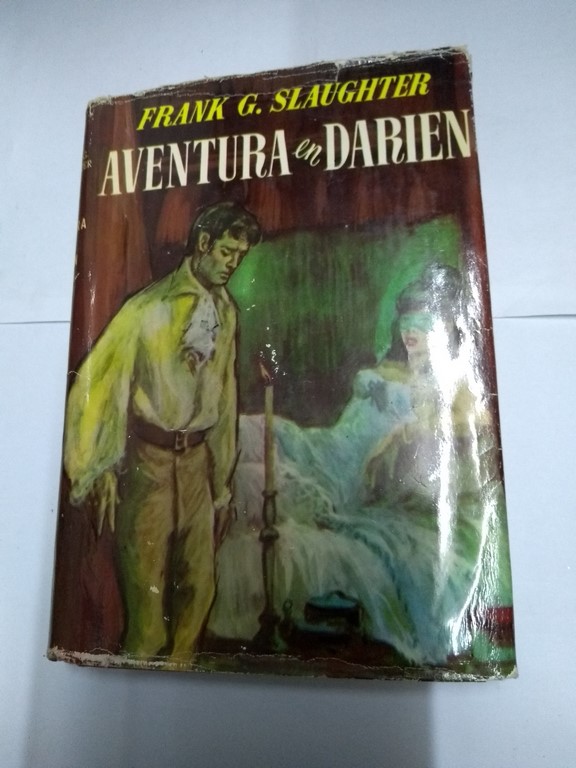 FRANK G. SLAUGHTER
AVENTURA en DARIEN